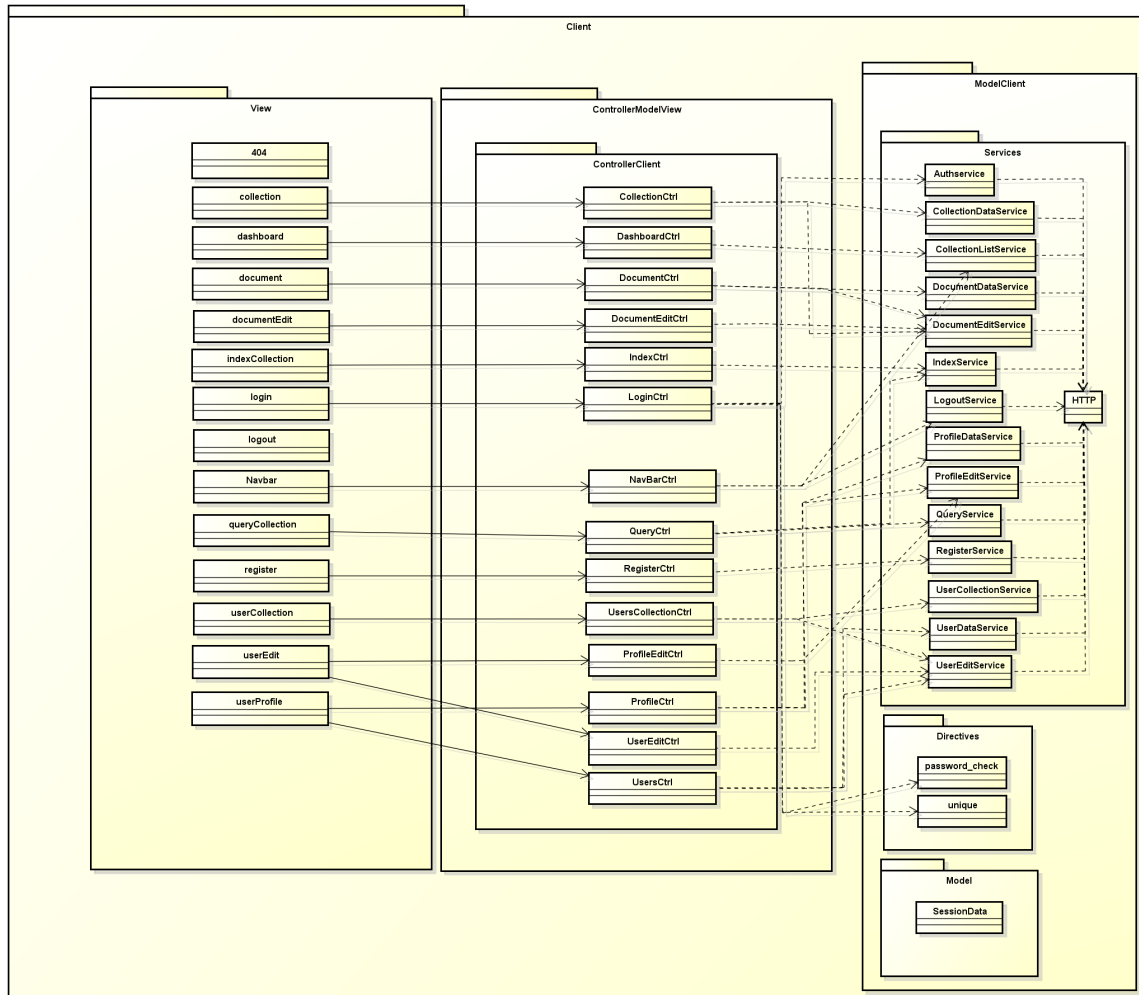 Client
View
404
collection
dashboard
document
documentEdit
indexCollection
login
logout
Navbar
queryCollection
register
userCollection
userEdit
userProfile
ControllerModelView
ControllerClient
CollectionCtrl
DashboardCtrl
DocumentCtrl
DocumentEditCtrl
IndexCtrl
LoginCtrl
NavBarCtrl
QueryCtrl
RegisterCtrl
UsersCollectionCtrl
ProfileEditCtrl
ProfileCtrl
UserEditCtrl
UsersCtrl
ModelClient
Services
Authservice
CollectionDataService
CollectionListService
DocumentDataService
DocumentEditService
IndexService
LogoutService
HTTP
ProfileDataService
ProfileEditService
QueryService
RegisterService
UserCollectionService
UserDataService
UserEditService
Directives
password_check
unique
Model
SessionData